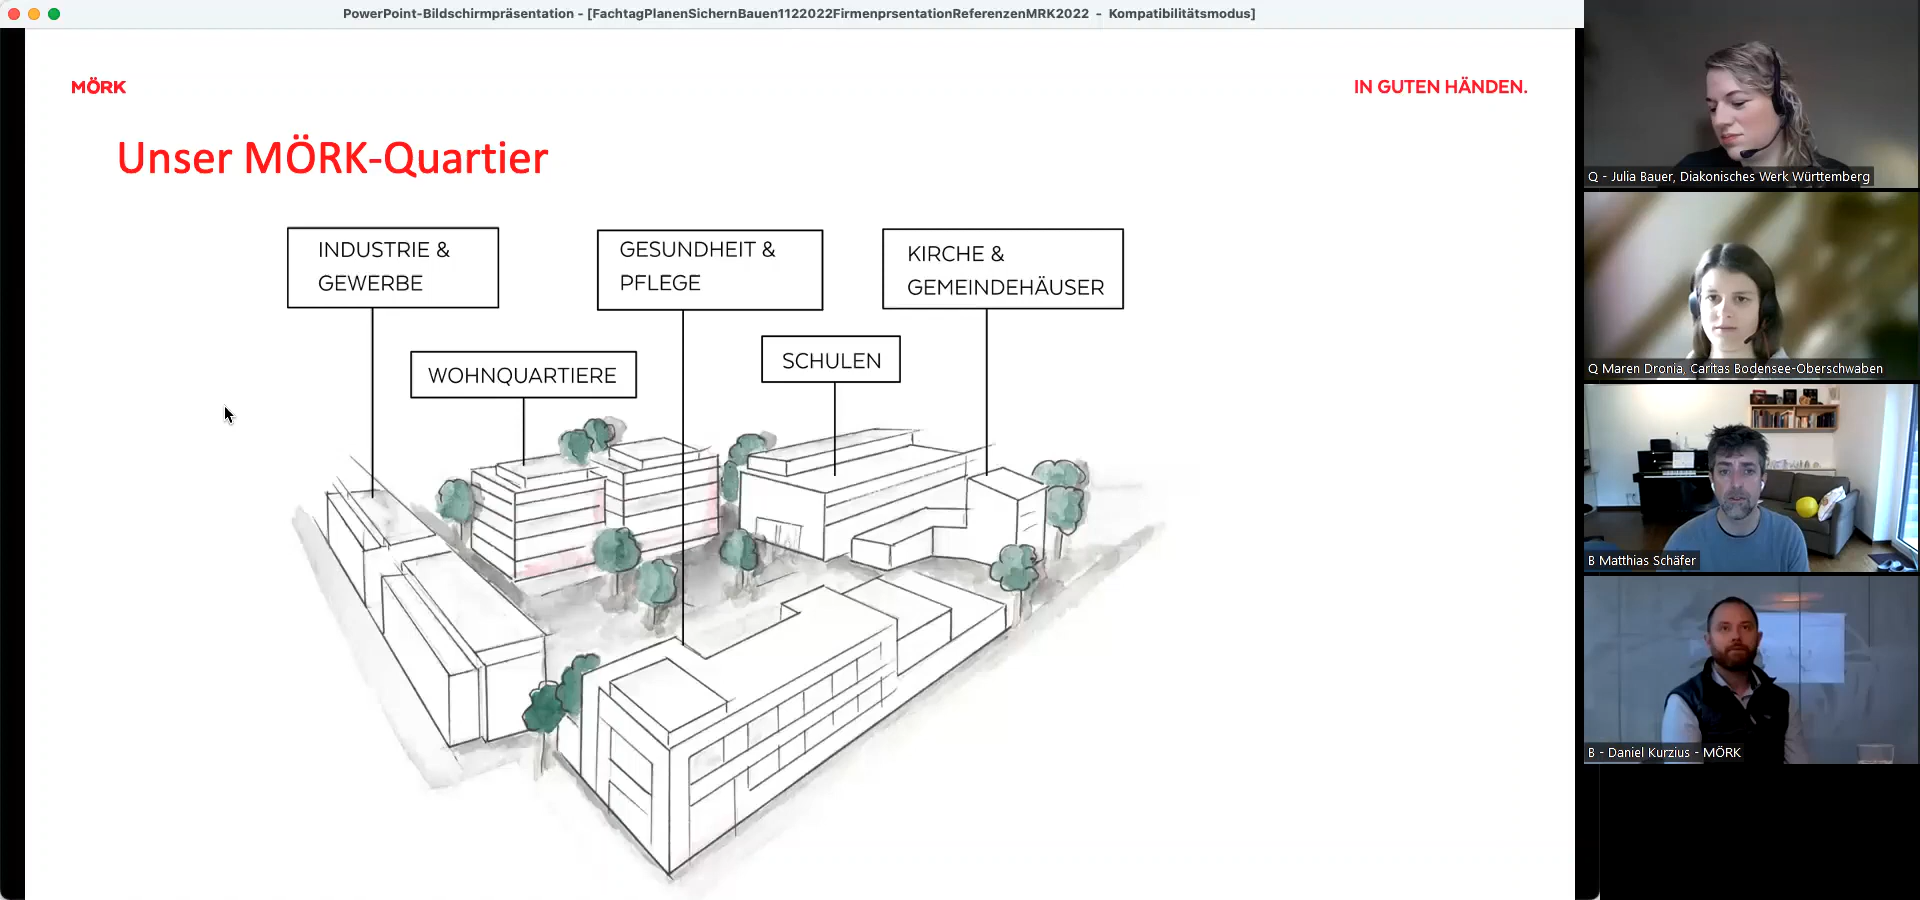 PowerPoint-Bildschirmpräsentation - [FachtagPlanenSichernBauen1122022FirmenprsentationReferenzenMRK2022 - Kompatibilitätsmodus]
MÖRK
IN GUTEN HÄNDEN.
Unser MÖRK-Quartier
INDUSTRIE &
GEWERBE
GESUNDHEIT &
PFLEGE
KIRCHE &
GEMEINDEHÄUSER
WOHNQUARTIERE
SCHULEN
Q - Julia Bauer, Diakonisches Werk Württemberg
Q Maren Dronia, Caritas Bodensee-Oberschwaben
B Matthias Schäfer
B - Daniel Kurzius - MÖRK